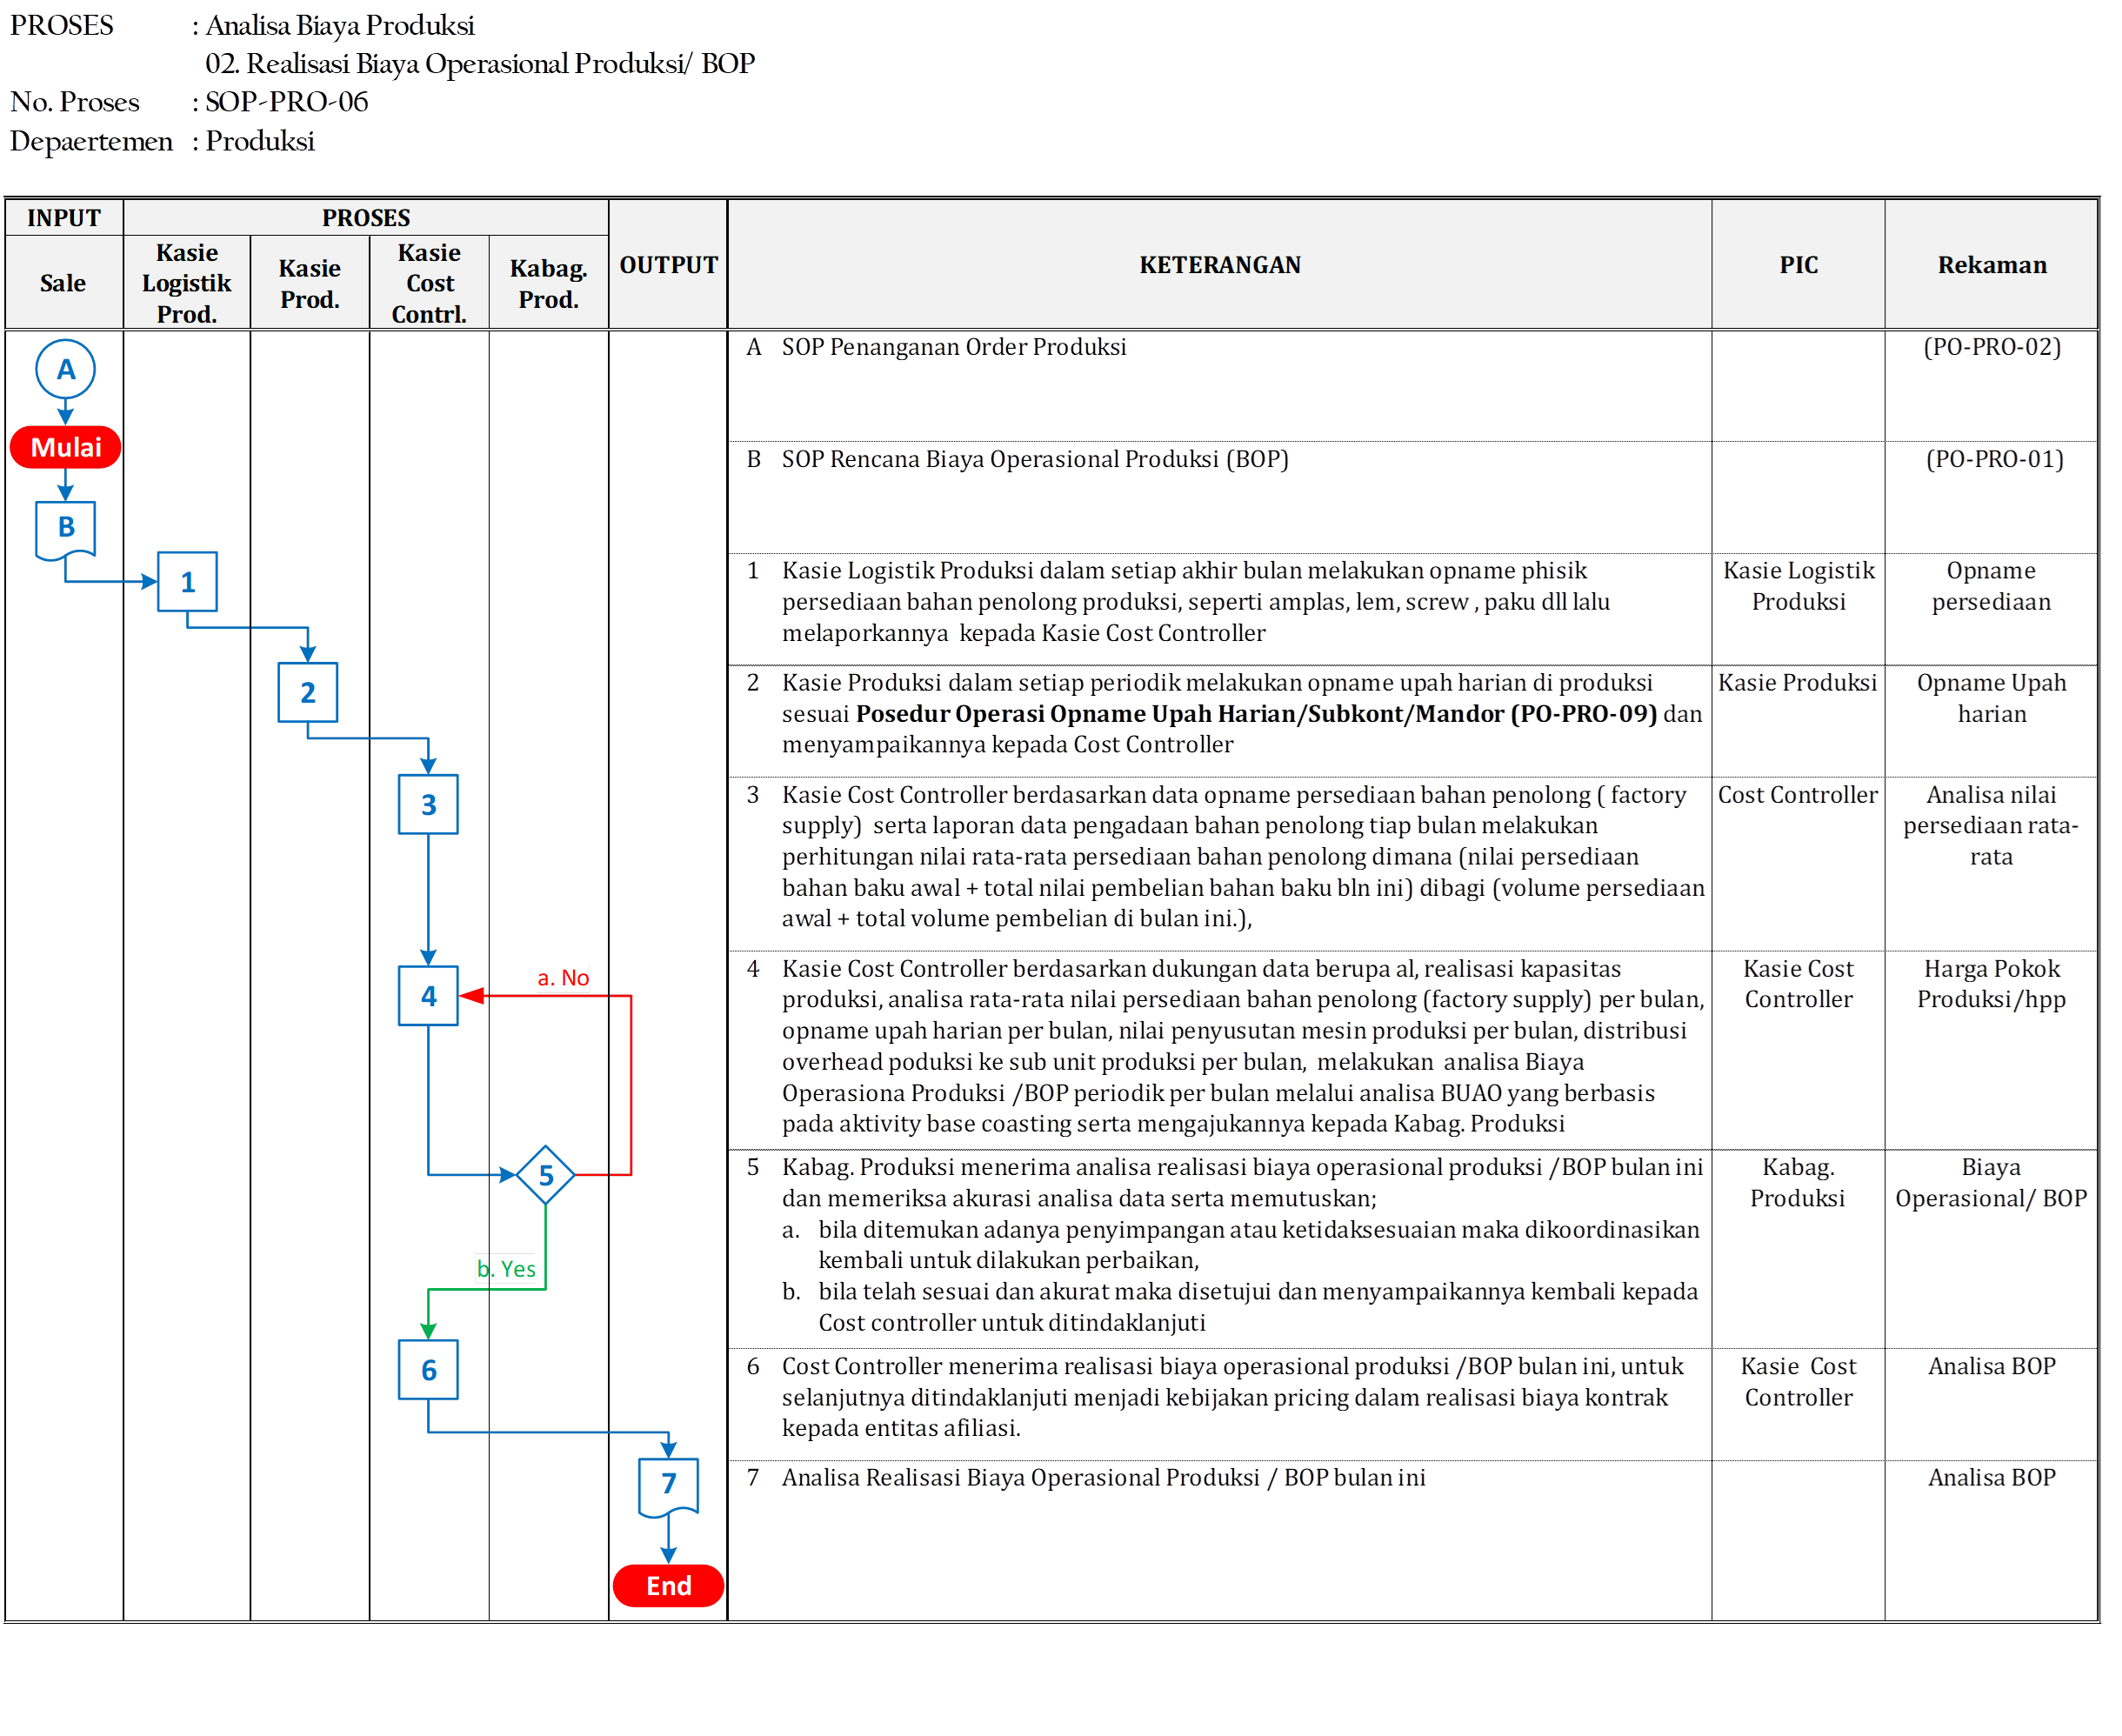 PROSES : Analisa Biaya Produksi
02. Realisasi Biaya Operasional Produksi/ BOP
No. Proses : SOP-PRO-06
Depaertemen : Produksi
INPUT PROSES OUTPUT KETERANGAN PIC Rekaman
Sale
Kasie
Logistik
Prod.
Kasie
Prod.
Kasie
Cost
Contrl.
Kabag.
Prod.
A
Mulai
B
1
2
3
4
a. No
5
b. Yes
6
7
End
A SOP Penanganan Order Produksi (PO-PRO-02)
B SOP Rencana Biaya Operasional Produksi (BOP) (PO-PRO-01)
1 Kasie Logistik Produksi dalam setiap akhir bulan melakukan opname phisik
persediaan bahan penolong produksi, seperti amplas, lem, screw , paku dll lalu
melaporkannya kepada Kasie Cost Controller
Kasie Logistik
Produksi
Opname
persediaan
2 Kasie Produksi dalam setiap periodik melakukan opname upah harian di produksi
sesuai Posedur Operasi Opname Upah Harian/Subkont/Mandor (PO-PRO-09) dan
menyampaikannya kepada Cost Controller
Kasie Produksi
Opname Upah
harian
3 Kasie Cost Controller berdasarkan data opname persediaan bahan penolong ( factory
supply) serta laporan data pengadaan bahan penolong tiap bulan melakukan
perhitungan nilai rata-rata persediaan bahan penolong dimana (nilai persediaan
bahan baku awal + total nilai pembelian bahan baku bln ini) dibagi (volume persediaan
awal + total volume pembelian di bulan ini.),
Cost Controller
Analisa nilai
persediaan rata-
rata
4 Kasie Cost Controller berdasarkan dukungan data berupa al, realisasi kapasitas
produksi, analisa rata-rata nilai persediaan bahan penolong (factory supply) per bulan,
opname upah harian per bulan, nilai penyusutan mesin produksi per bulan, distribusi
overhead poduksi ke sub unit produksi per bulan, melakukan analisa Biaya
Operasiona Produksi /BOP periodik per bulan melalui analisa BUAO yang berbasis
pada aktivity base coasting serta mengajukannya kepada Kabag. Produksi
Kasie Cost
Controller
Harga Pokok
Produksi/hpp
5 Kabag. Produksi menerima analisa realisasi biaya operasional produksi /BOP bulan ini
dan memeriksa akurasi analisa data serta memutuskan;
a. bila ditemukan adanya penyimpangan atau ketidaksesuaian maka dikoordinasikan
kembali untuk dilakukan perbaikan,
b. bila telah sesuai dan akurat maka disetujui dan menyampaikannya kembali kepada
Cost controller untuk ditindaklanjuti
Kabag.
Produksi
Biaya
Operasional/ BOP
6 Cost Controller menerima realisasi biaya operasional produksi /BOP bulan ini, untuk
selanjutnya ditindaklanjuti menjadi kebijakan pricing dalam realisasi biaya kontrak
kepada entitas afiliasi.
Kasie Cost
Controller
Analisa BOP
7 Analisa Realisasi Biaya Operasional Produksi / BOP bulan ini
Analisa BOP